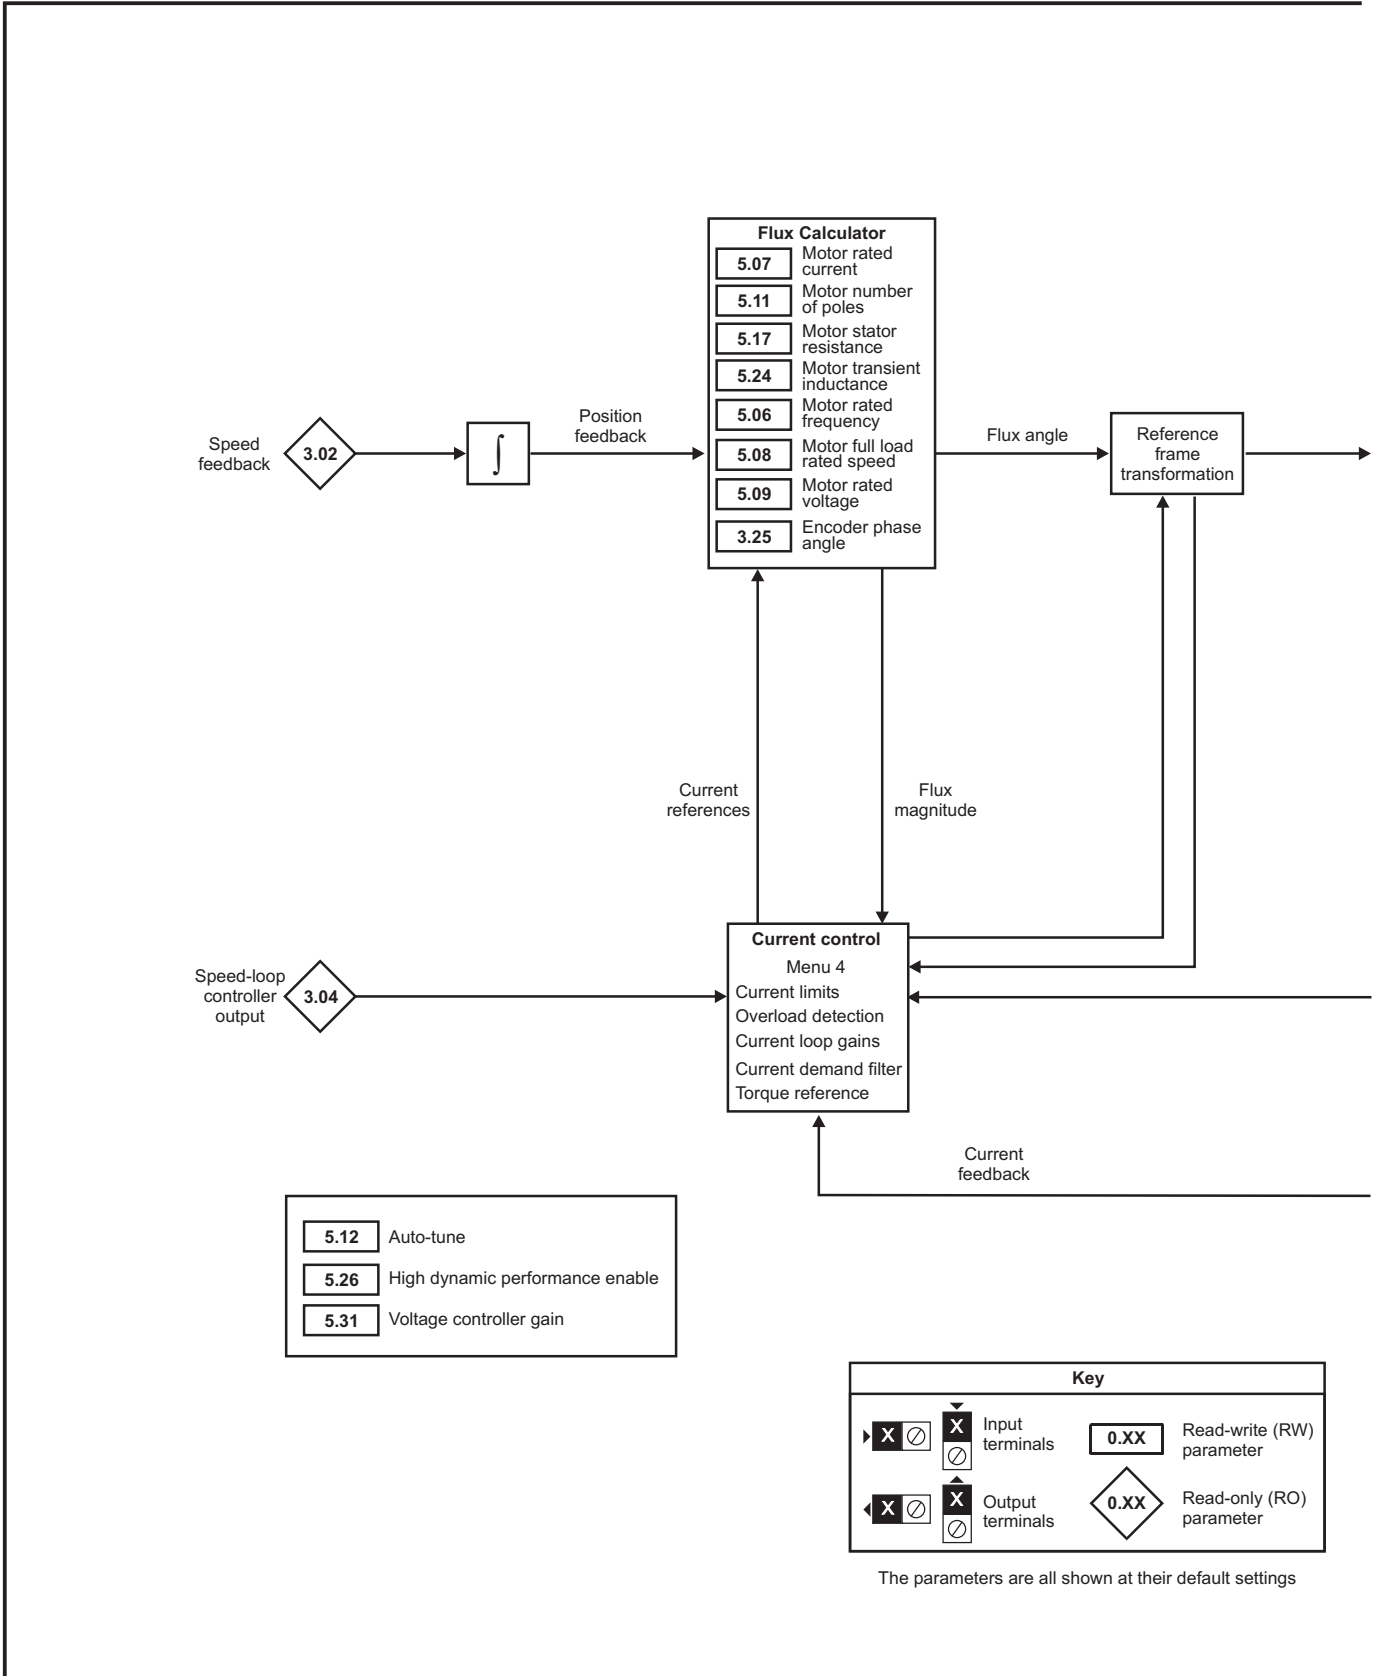 Flux Calculator
5.07 Motor rated
current
5.11 Motor number
of poles
5.17 Motor stator
resistance
5.24 Motor transient
inductance
5.06 Motor rated
frequency
5.08 Motor full load
rated speed
5.09 Motor rated
voltage
3.25 Encoder phase
angle
Speed
feedback
3.02
∫
Position
feedback
Flux angle
Reference
frame
transformation
Current
references
Flux
magnitude
Speed-loop
controller
output
3.04
Current control
Menu 4
Current limits
Overload detection
Current loop gains
Current demand filter
Torque reference
Current
feedback
5.12 Auto-tune
5.26 High dynamic performance enable
5.31 Voltage controller gain
Key
X
X
Input
terminals
0.XX
Read-write (RW)
parameter
X
X
Output
terminals
0.XX
Read-only (RO)
parameter
The parameters are all shown at their default settings